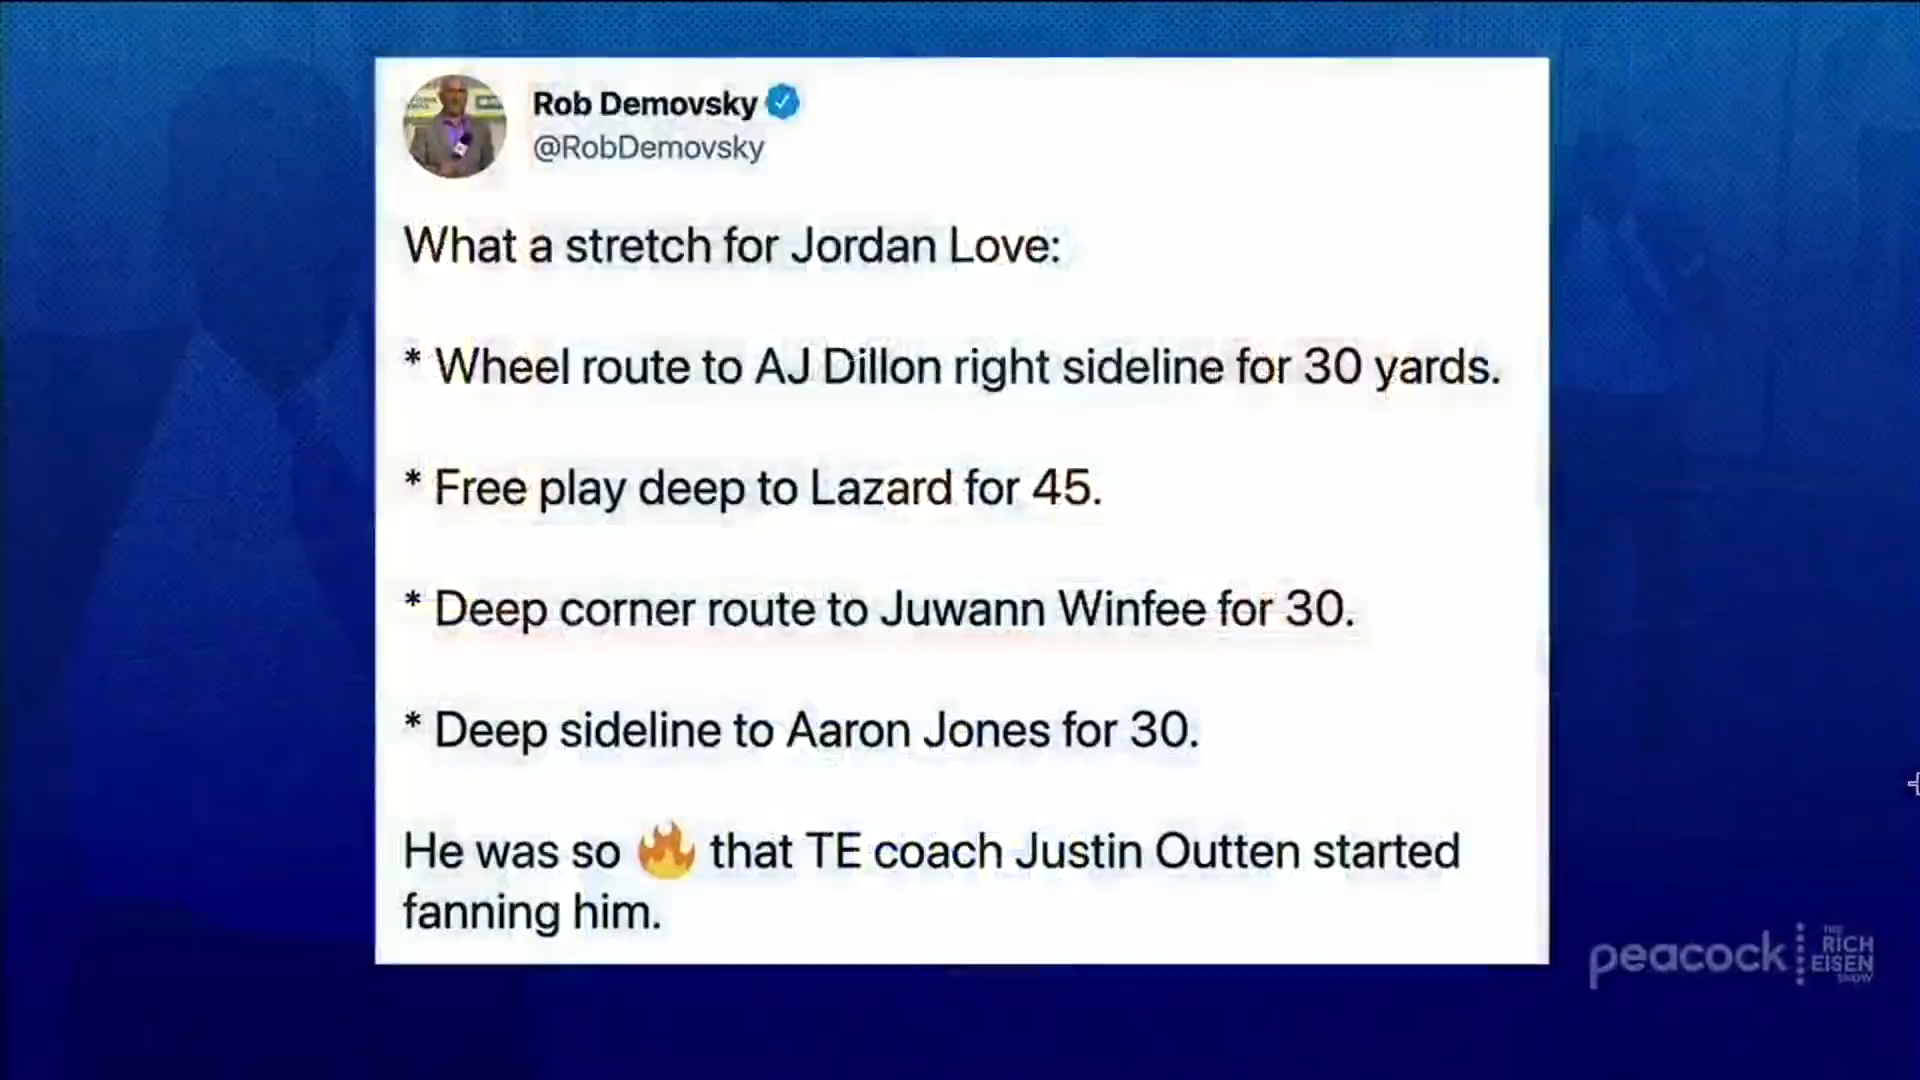 Rob Demovsky
@RobDemovsky
What a stretch for Jordan Love:
* Wheel route to AJ Dillon right sideline for 30 yards.
* Free play deep to Lazard for 45.
* Deep corner route to Juwann Winfee for 30.
* Deep sideline to Aaron Jones for 30.
He was so 🔥 that TE coach Justin Outten started
fanning him.
peacock
THE
RICH
EISEN
SHOW